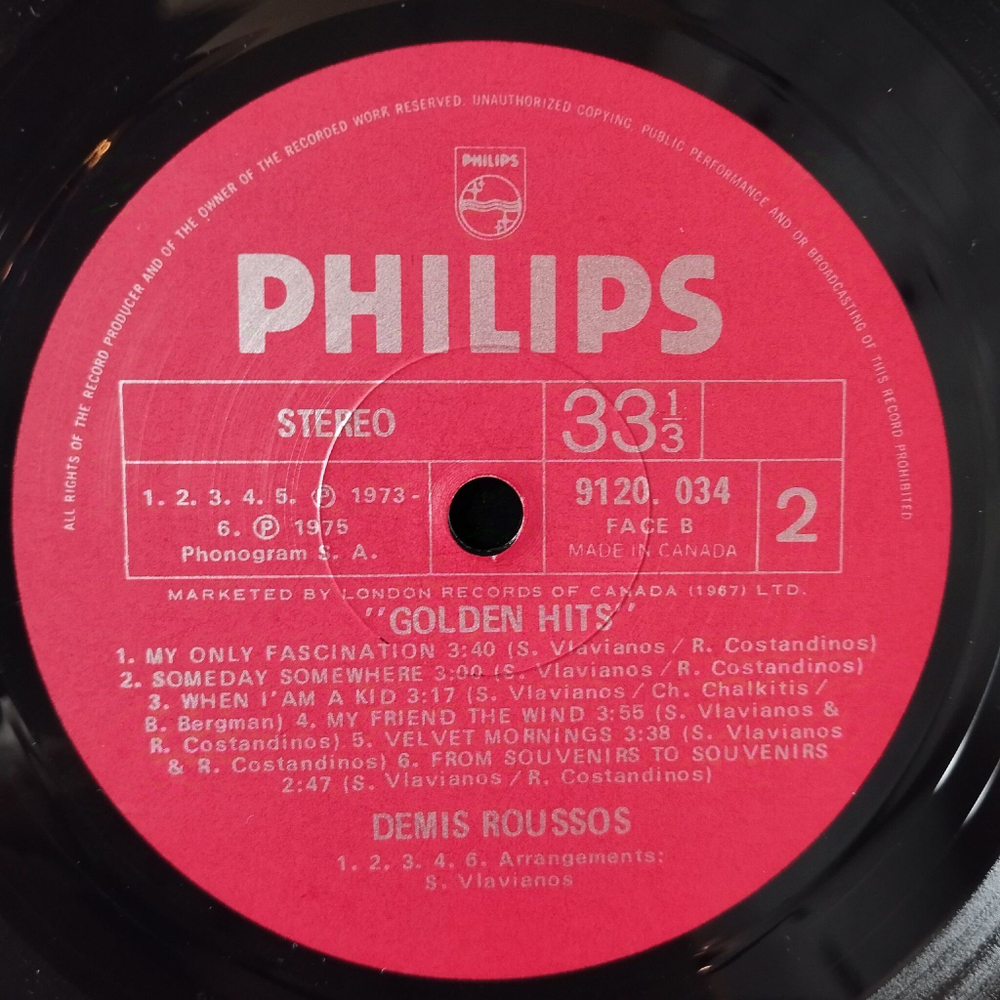 ALL RIGHTS OF THE RECORD PRODUCER AND OF THE OWNER OF THE RECORDED WORK RESERVED. UNAUTHORIZED COPYING, PUBLIC PERFORMANCE AND OR BROADCASTING OF THIS RECORD PROHIBITED
PHILIPS
PHILIPS
STEREO
33 1/3
1. 2. 3. 4. 5. Ⓟ 1973 -
6. Ⓟ 1975
Phonogram S. A.
9120. 034
FACE B
MADE IN CANADA
2
MARKETED BY LONDON RECORDS OF CANADA (1967) LTD.
"GOLDEN HITS"
1. MY ONLY FASCINATION 3:40 (S. Vlavianos / R. Costandinos)
2. SOMEDAY SOMEWHERE 3:00 (S. Vlavianos / R. Costandinos)
3. WHEN I'AM A KID 3:17 (S. Vlavianos / Ch. Chalkitis /
B. Bergman) 4. MY FRIEND THE WIND 3:55 (S. Vlavianos &
R. Costandinos) 5. VELVET MORNINGS 3:38 (S. Vlavianos
& R. Costandinos) 6. FROM SOUVENIRS TO SOUVENIRS
2:47 (S. Vlavianos / R. Costandinos)
DEMIS ROUSSOS
1. 2. 3. 4. 6. Arrangements:
S. Vlavianos